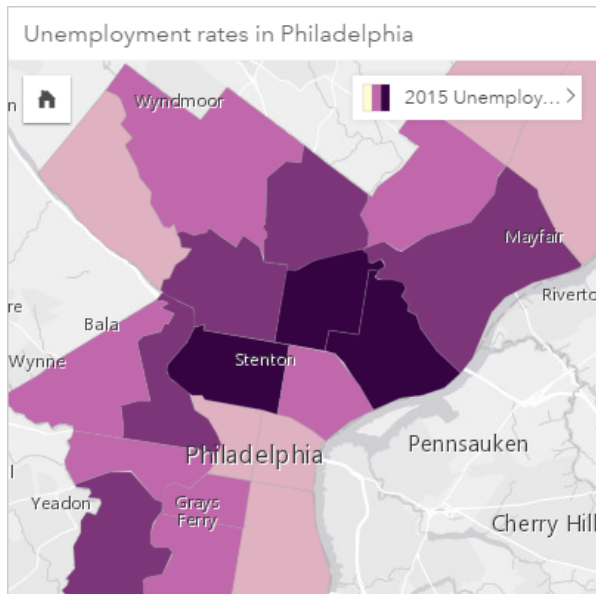 Unemployment rates in Philadelphia
n
Wyndmoor
2015 Unemploy...
Mayfair
Riverto
re
Bala
Wynne
Stenton
Philadelphia
Pennsauken
l
Yeadon
Grays
Ferry
Cherry Hill